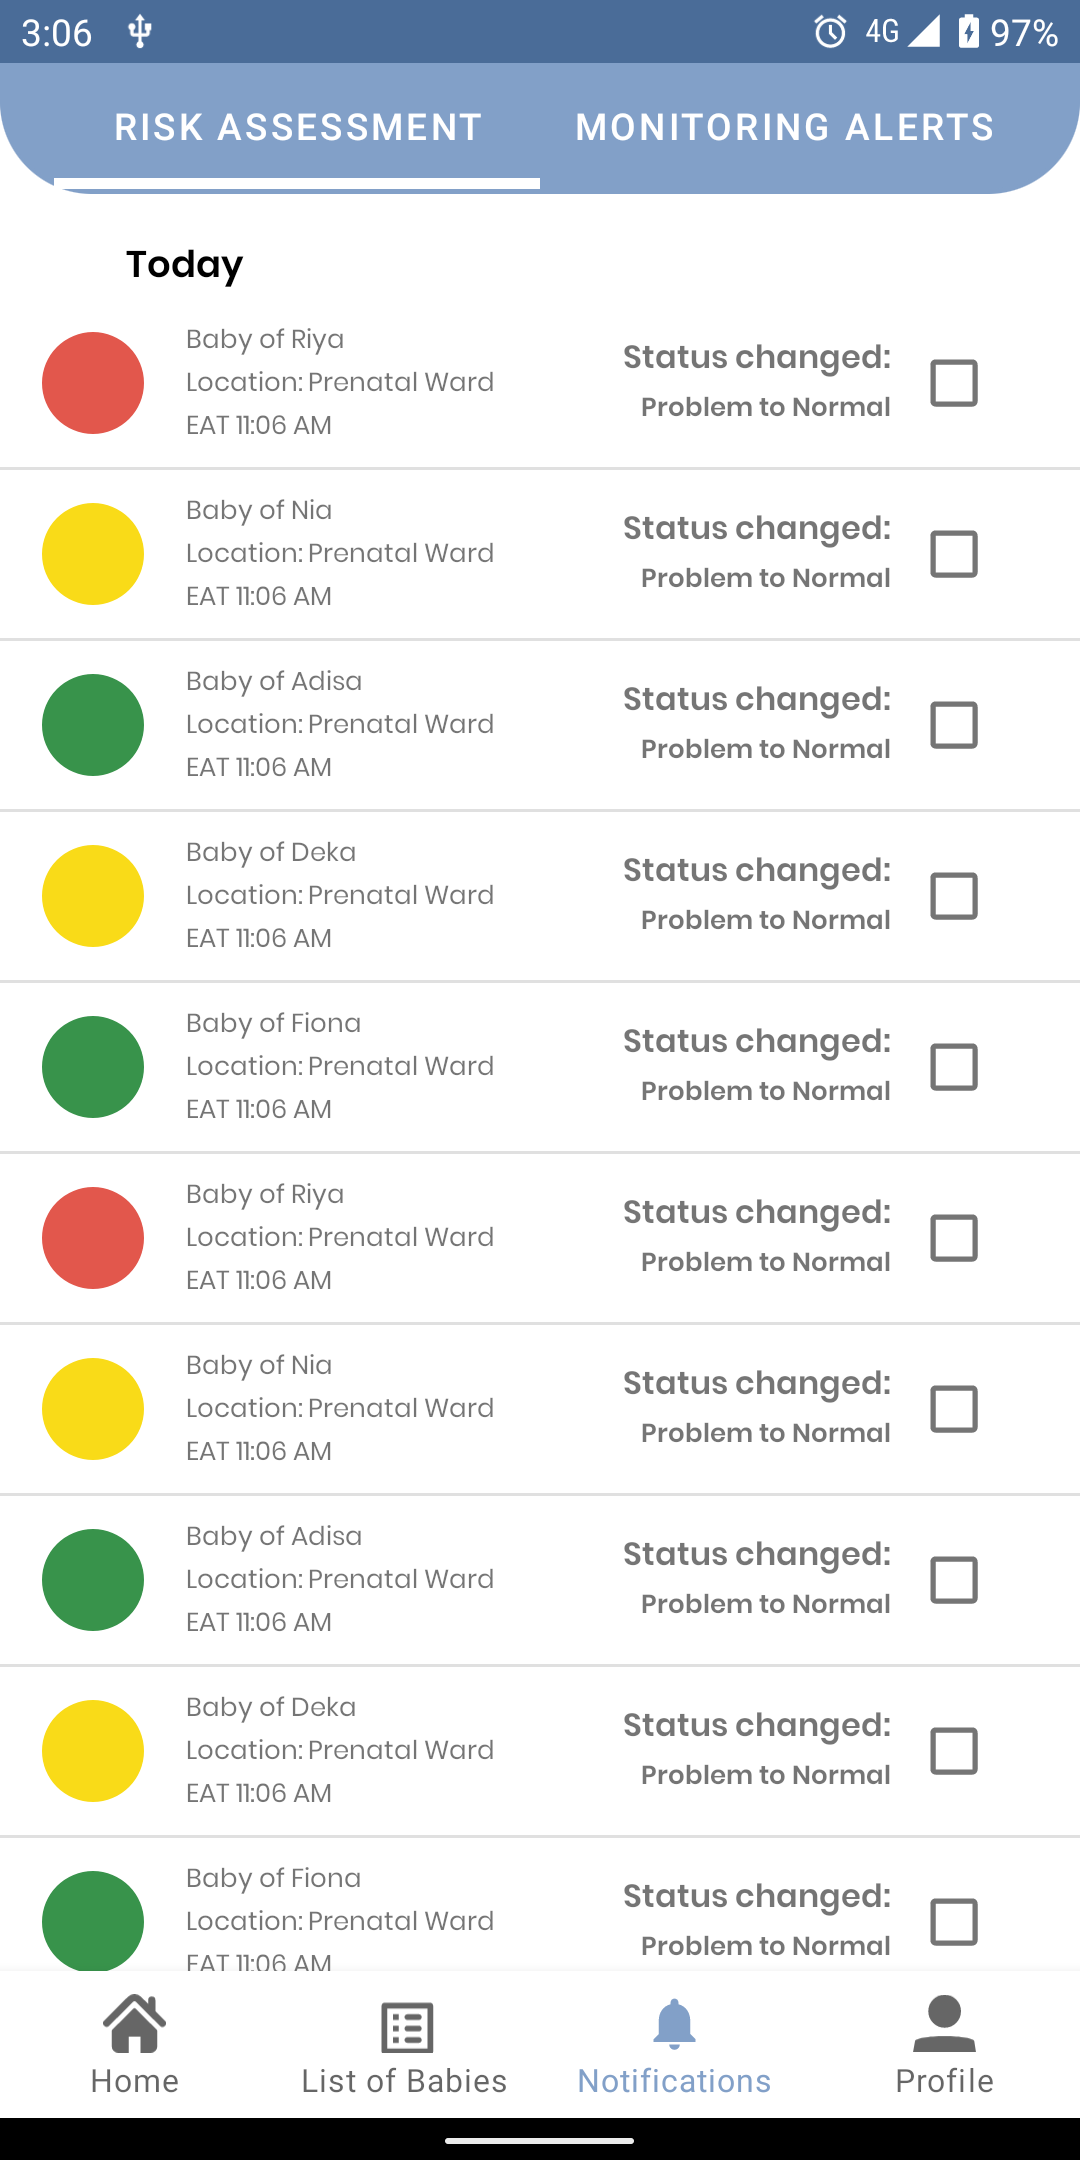 3:06 4G 97%
RISK ASSESSMENT MONITORING ALERTS
Today
Baby of Riya
Location: Prenatal Ward
EAT 11:06 AM
Status changed:
Problem to Normal
Baby of Nia
Location: Prenatal Ward
EAT 11:06 AM
Status changed:
Problem to Normal
Baby of Adisa
Location: Prenatal Ward
EAT 11:06 AM
Status changed:
Problem to Normal
Baby of Deka
Location: Prenatal Ward
EAT 11:06 AM
Status changed:
Problem to Normal
Baby of Fiona
Location: Prenatal Ward
EAT 11:06 AM
Status changed:
Problem to Normal
Baby of Riya
Location: Prenatal Ward
EAT 11:06 AM
Status changed:
Problem to Normal
Baby of Nia
Location: Prenatal Ward
EAT 11:06 AM
Status changed:
Problem to Normal
Baby of Adisa
Location: Prenatal Ward
EAT 11:06 AM
Status changed:
Problem to Normal
Baby of Deka
Location: Prenatal Ward
EAT 11:06 AM
Status changed:
Problem to Normal
Baby of Fiona
Location: Prenatal Ward
EAT 11:06 AM
Status changed:
Problem to Normal
Home List of Babies Notifications Profile